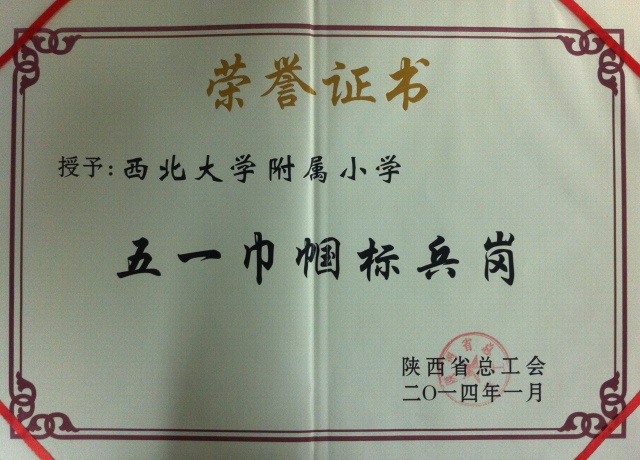 荣誉证书
授予:西北大学附属小学
五一巾帼标兵岗
陕西省总工会
二〇一四年一月